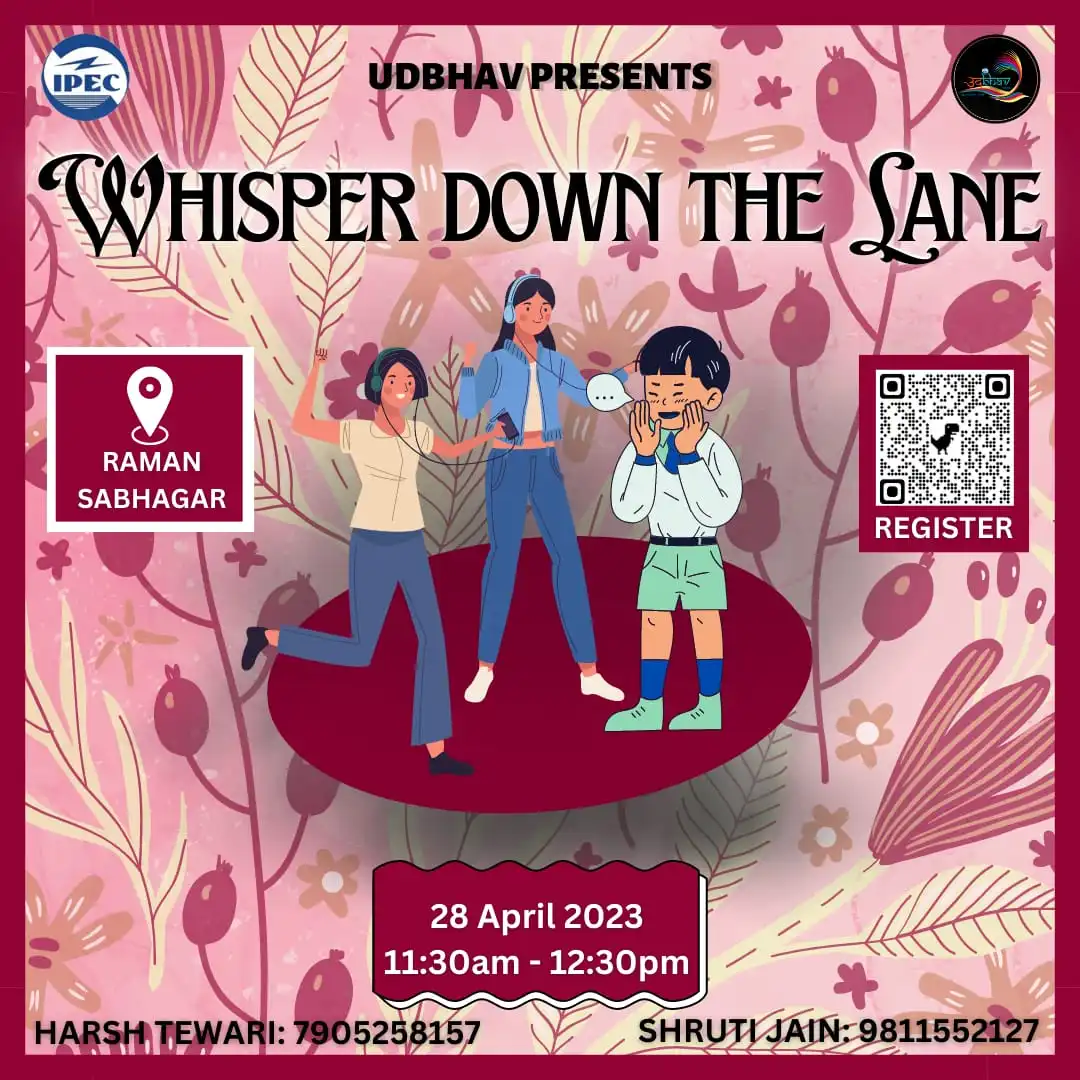 IPEC
UDBHAV PRESENTS
उदbhav
WHISPER DOWN THE LANE
RAMAN
SABHAGAR
...
REGISTER
28 April 2023
11:30am - 12:30pm
HARSH TEWARI: 7905258157
SHRUTI JAIN: 9811552127